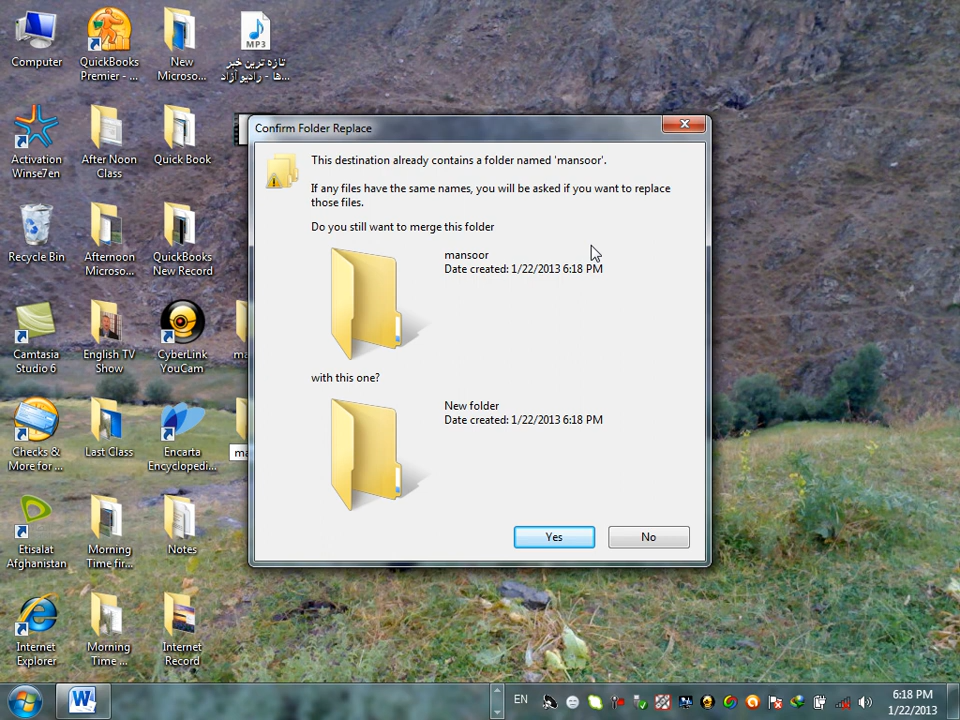 Computer
QuickBooks
Premier - ...
New
Microso...
MP3
تازه ترین خبر
ها - رادیو آزاد...
Activation
Winse7en
After Noon
Class
Quick Book
Recycle Bin
Afternoon
Microso...
QuickBooks
New Record
Camtasia
Studio 6
English TV
Show
CyberLink
YouCam
ma
Checks &
More for ...
Last Class
Encarta
Encyclopedi...
ma
Etisalat
Afghanistan
Morning
Time fir...
Notes
Internet
Explorer
Morning
Time ...
Internet
Record
Confirm Folder Replace
This destination already contains a folder named 'mansoor'.
If any files have the same names, you will be asked if you want to replace
those files.
Do you still want to merge this folder
mansoor
Date created: 1/22/2013 6:18 PM
with this one?
New folder
Date created: 1/22/2013 6:18 PM
Yes
No
W
EN
6:18 PM
1/22/2013